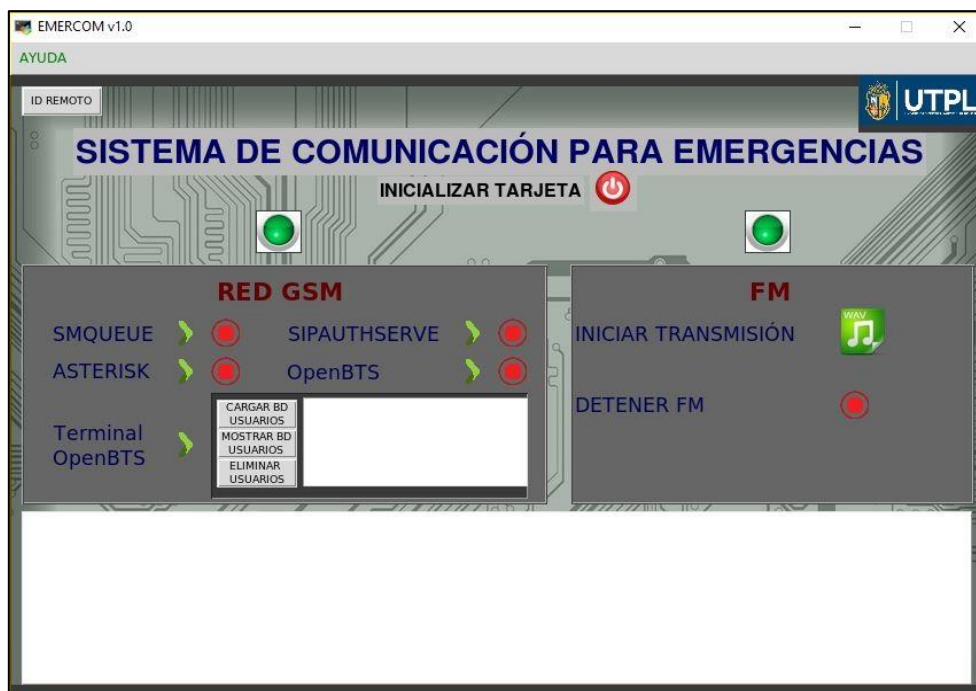 EMERCOM v1.0
AYUDA
ID REMOTO
UTPL
SISTEMA DE COMUNICACIÓN PARA EMERGENCIAS
INICIALIZAR TARJETA
RED GSM
SMQUEUE
SIPAUTHSERVE
ASTERISK
OpenBTS
Terminal
OpenBTS
CARGAR BD
USUARIOS
MOSTRAR BD
USUARIOS
ELIMINAR
USUARIOS
FM
INICIAR TRANSMISIÓN
WAV
DETENER FM